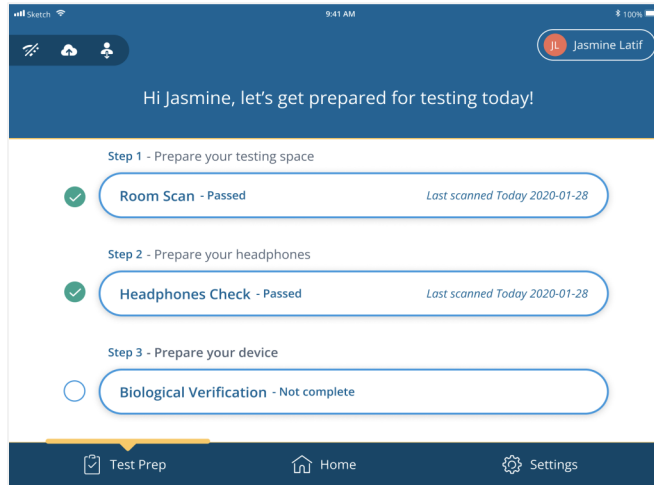 Sketch 9:41 AM 100%
JL Jasmine Latif
Hi Jasmine, let's get prepared for testing today!
Step 1 - Prepare your testing space
Room Scan - Passed Last scanned Today 2020-01-28
Step 2 - Prepare your headphones
Headphones Check - Passed Last scanned Today 2020-01-28
Step 3 - Prepare your device
Biological Verification - Not complete
Test Prep Home Settings